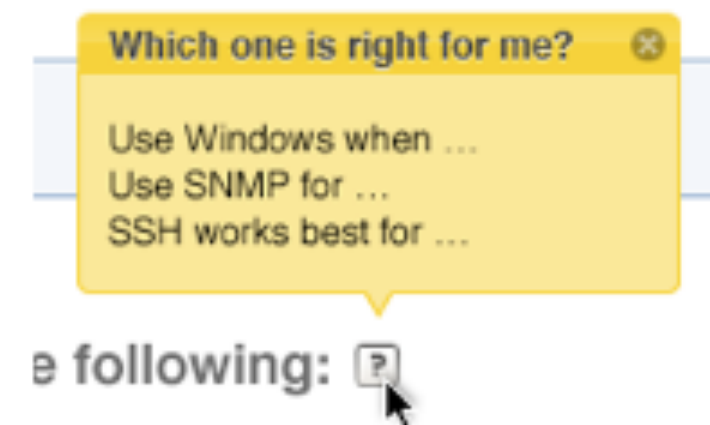 Which one is right for me?
Use Windows when …
Use SNMP for …
SSH works best for …
e following: ?